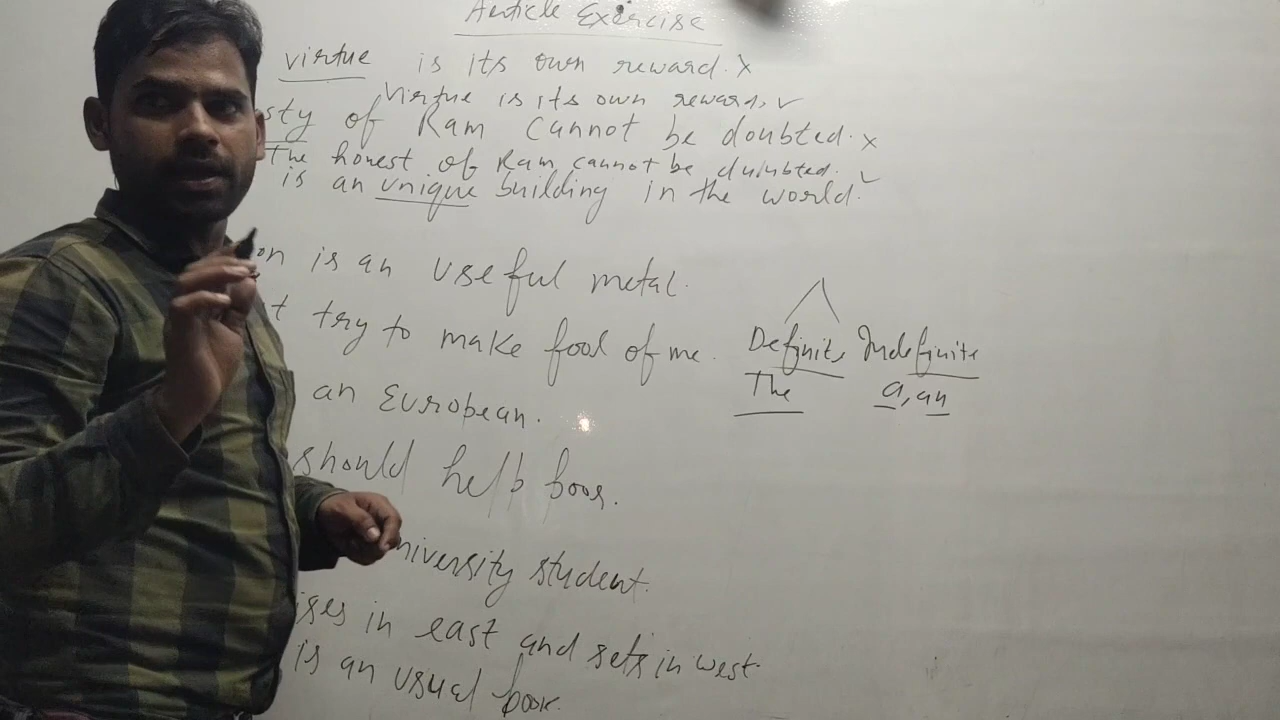 Article Exercise
virtue is its own reward. ×
Virtue is its own reward. ✓
sty of Ram Cannot be doubted. ×
The honest of Ram cannot be dubted. ✓
is an unique building in the world.
on is an useful metal.
t try to make fool of me.
Definite Indefinite
The a, an
an European.
should help poor.
niversity student.
ises in east and sets in west.
is an usual book.